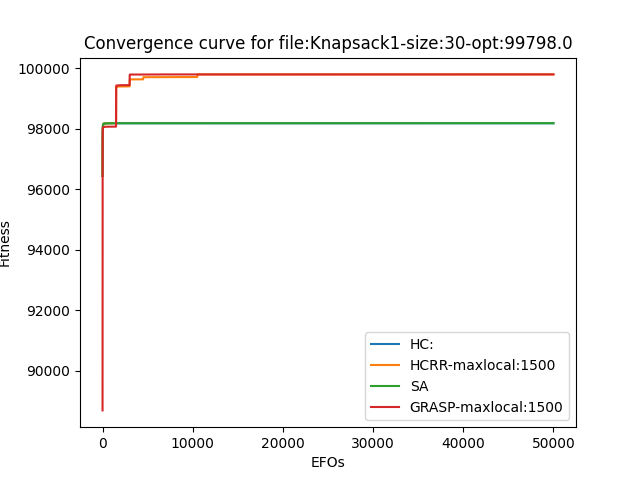 Convergence curve for file:Knapsack1-size:30-opt:99798.0
100000
98000
96000
94000
92000
90000
Fitness
0
10000
20000
30000
40000
50000
EFOs
HC:
HCRR-maxlocal:1500
SA
GRASP-maxlocal:1500